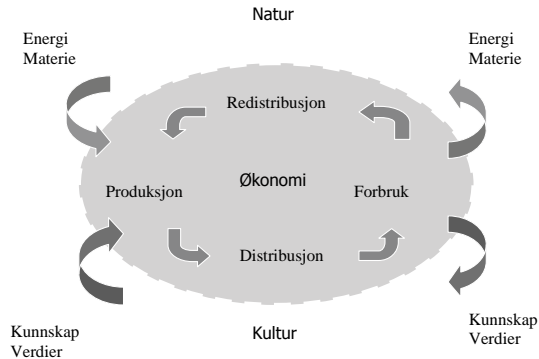 Natur
Energi
Materie
Energi
Materie
Redistribusjon
Produksjon
Økonomi
Forbruk
Distribusjon
Kunnskap
Verdier
Kultur
Kunnskap
Verdier